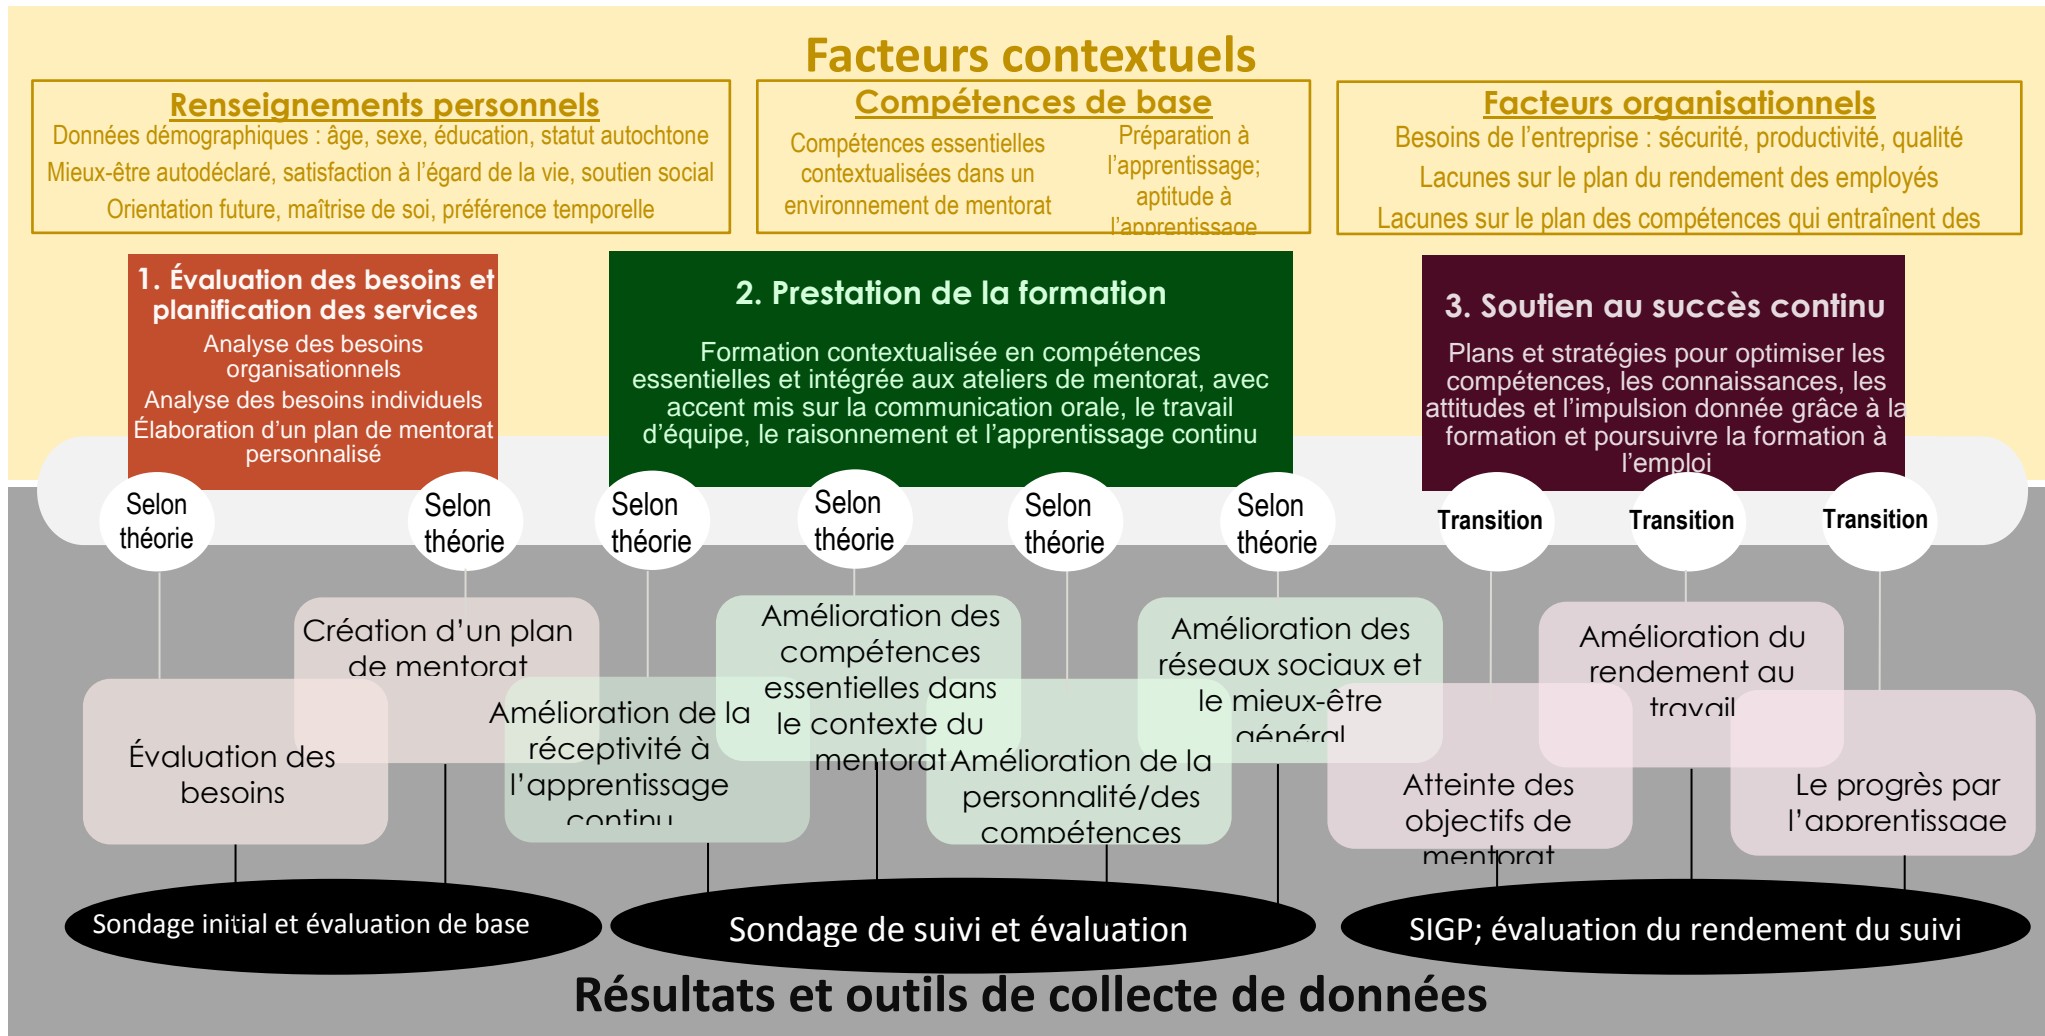 Facteurs contextuels
Renseignements personnels
Données démographiques : âge, sexe, éducation, statut autochtone
Mieux-être autodéclaré, satisfaction à l’égard de la vie, soutien social
Orientation future, maîtrise de soi, préférence temporelle
Compétences de base
Compétences essentielles
contextualisées dans un
environnement de mentorat
Préparation à
l’apprentissage;
aptitude à
l’apprentissage
Facteurs organisationnels
Besoins de l’entreprise : sécurité, productivité, qualité
Lacunes sur le plan du rendement des employés
Lacunes sur le plan des compétences qui entraînent des
1. Évaluation des besoins et
planification des services
Analyse des besoins
organisationnels
Analyse des besoins individuels
Élaboration d’un plan de mentorat
personnalisé
2. Prestation de la formation
Formation contextualisée en compétences
essentielles et intégrée aux ateliers de mentorat, avec
accent mis sur la communication orale, le travail
d’équipe, le raisonnement et l’apprentissage continu
3. Soutien au succès continu
Plans et stratégies pour optimiser les
compétences, les connaissances, les
attitudes et l’impulsion donnée grâce à la
formation et poursuivre la formation à
l’emploi
Selon
théorie
Selon
théorie
Selon
théorie
Selon
théorie
Selon
théorie
Selon
théorie
Transition
Transition
Transition
Évaluation des
besoins
Création d’un plan
de mentorat
Amélioration de la
réceptivité à
l’apprentissage
continu
Amélioration des
compétences
essentielles dans
le contexte du
mentorat
Amélioration de la
personnalité/des
compétences
Amélioration des
réseaux sociaux et
le mieux-être
général
Atteinte des
objectifs de
mentorat
Amélioration du
rendement au
travail
Le progrès par
l’apprentissage
Sondage initial et évaluation de base
Sondage de suivi et évaluation
SIGP; évaluation du rendement du suivi
Résultats et outils de collecte de données